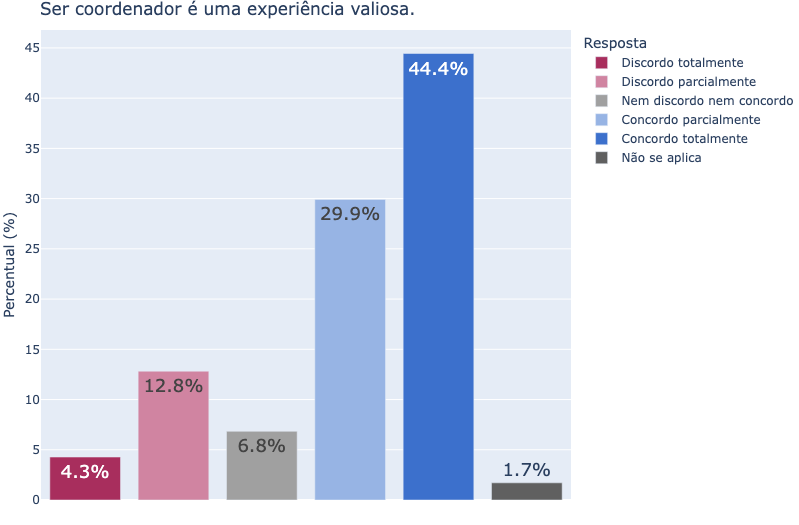 Ser coordenador é uma experiência valiosa.
Resposta
Discordo totalmente
Discordo parcialmente
Nem discordo nem concordo
Concordo parcialmente
Concordo totalmente
Não se aplica
Percentual (%)
45
40
35
30
25
20
15
10
5
0
4.3%
12.8%
6.8%
29.9%
44.4%
1.7%